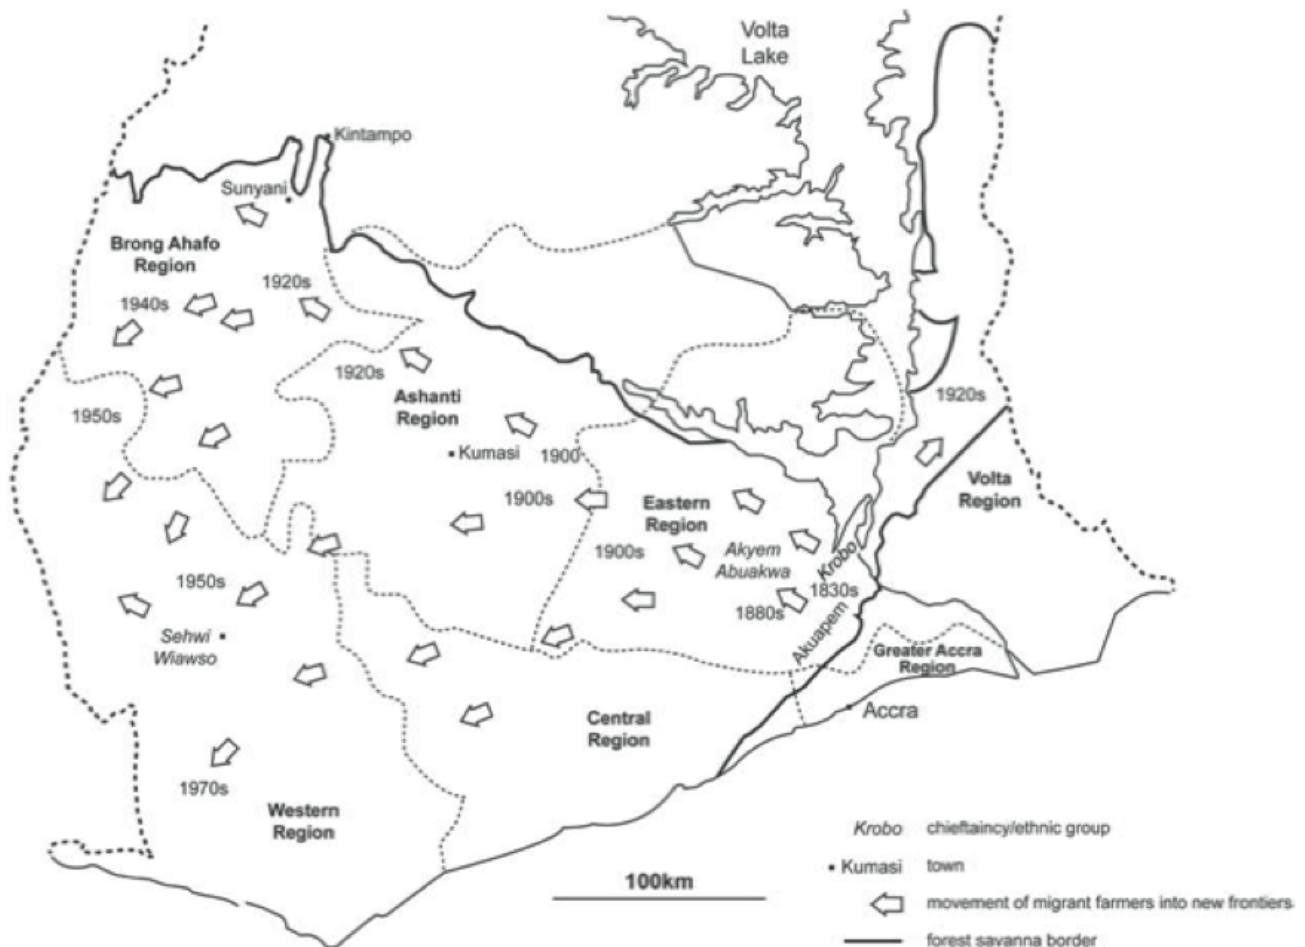 Volta
Lake
Kintampo
Sunyani
Brong Ahafo
Region
1920s
1940s
1920s
Ashanti
Region
1950s
1920s
Kumasi
1900
Volta
Region
1900s
Eastern
Region
1900s
Akyem
Abuakwa
Krobo
1950s
1830s
1880s
Sehwi
Wiawso
Akuapem
Greater Accra
Region
Accra
Central
Region
1970s
Western
Region
Krobo chieftaincy/ethnic group
Kumasi town
100km
movement of migrant farmers into new frontiers
forest savanna border